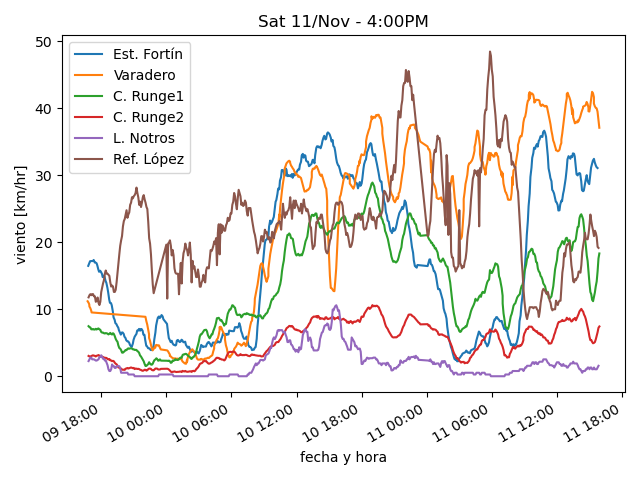 Sat 11/Nov - 4:00PM
Est. Fortín
Varadero
C. Runge1
C. Runge2
L. Notros
Ref. López
viento [km/hr]
50
40
30
20
10
0
09 18:00
10 00:00
10 06:00
10 12:00
10 18:00
11 00:00
11 06:00
11 12:00
11 18:00
fecha y hora